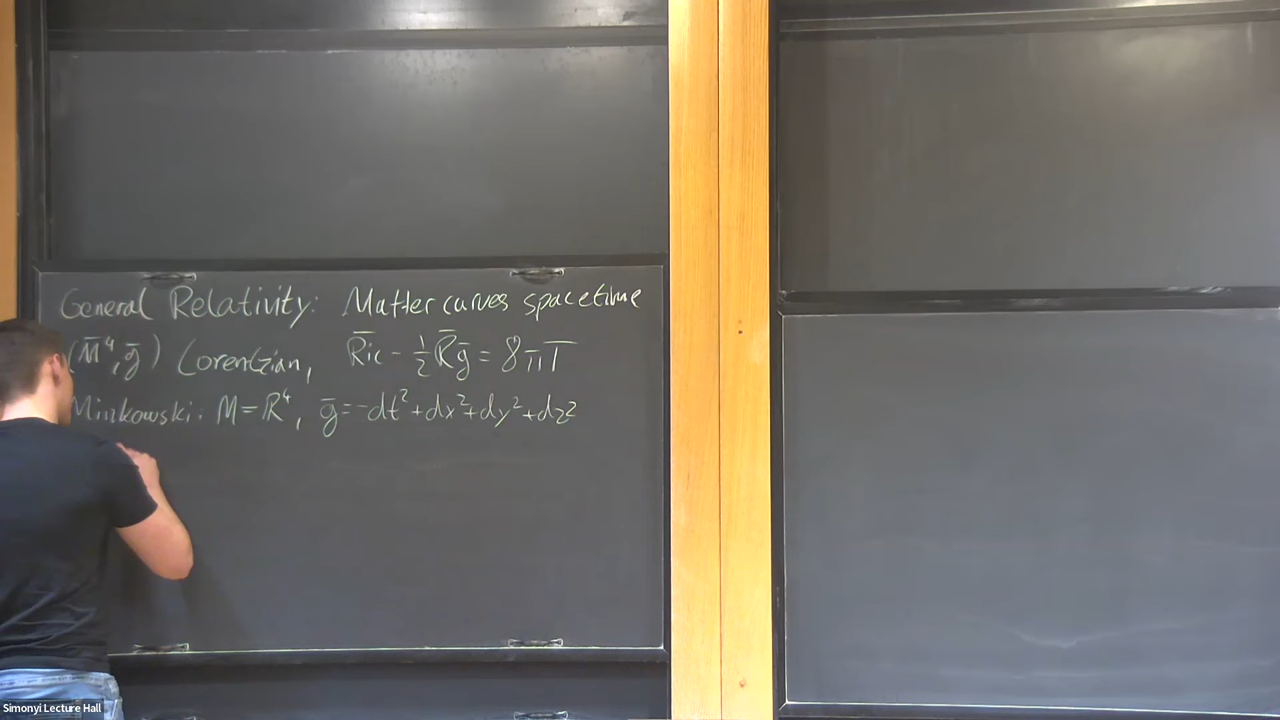 General Relativity: Matter curves spacetime
(M̄⁴, ḡ) Lorentzian, R̄ic - ½R̄ḡ = 8πT
Minkowski: M = ℝ⁴, ḡ = -dt² + dx² + dy² + dz²
Simonyi Lecture Hall